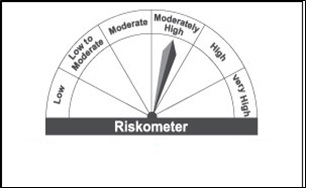 Low
Low to
Moderate
Moderate
Moderately
High
High
very High
Riskometer